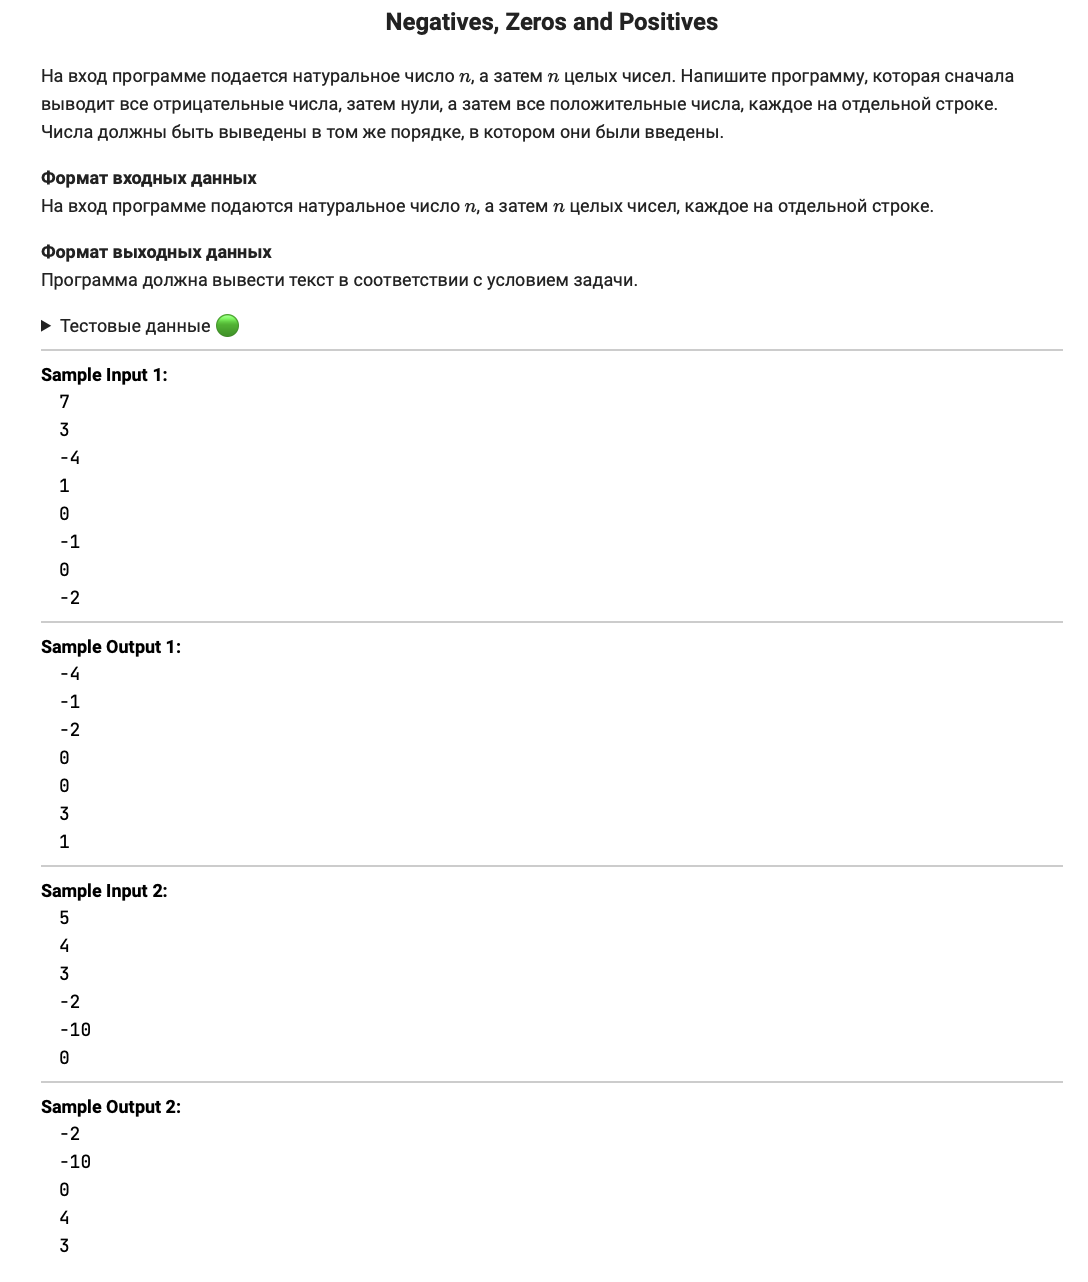 Negatives, Zeros and Positives
На вход программе подается натуральное число n, а затем n целых чисел. Напишите программу, которая сначала
выводит все отрицательные числа, затем нули, а затем все положительные числа, каждое на отдельной строке.
Числа должны быть выведены в том же порядке, в котором они были введены.
Формат входных данных
На вход программе подаются натуральное число n, а затем n целых чисел, каждое на отдельной строке.
Формат выходных данных
Программа должна вывести текст в соответствии с условием задачи.
Тестовые данные
Sample Input 1:
7
3
-4
1
0
-1
0
-2
Sample Output 1:
-4
-1
-2
0
0
3
1
Sample Input 2:
5
4
3
-2
-10
0
Sample Output 2:
-2
-10
0
4
3